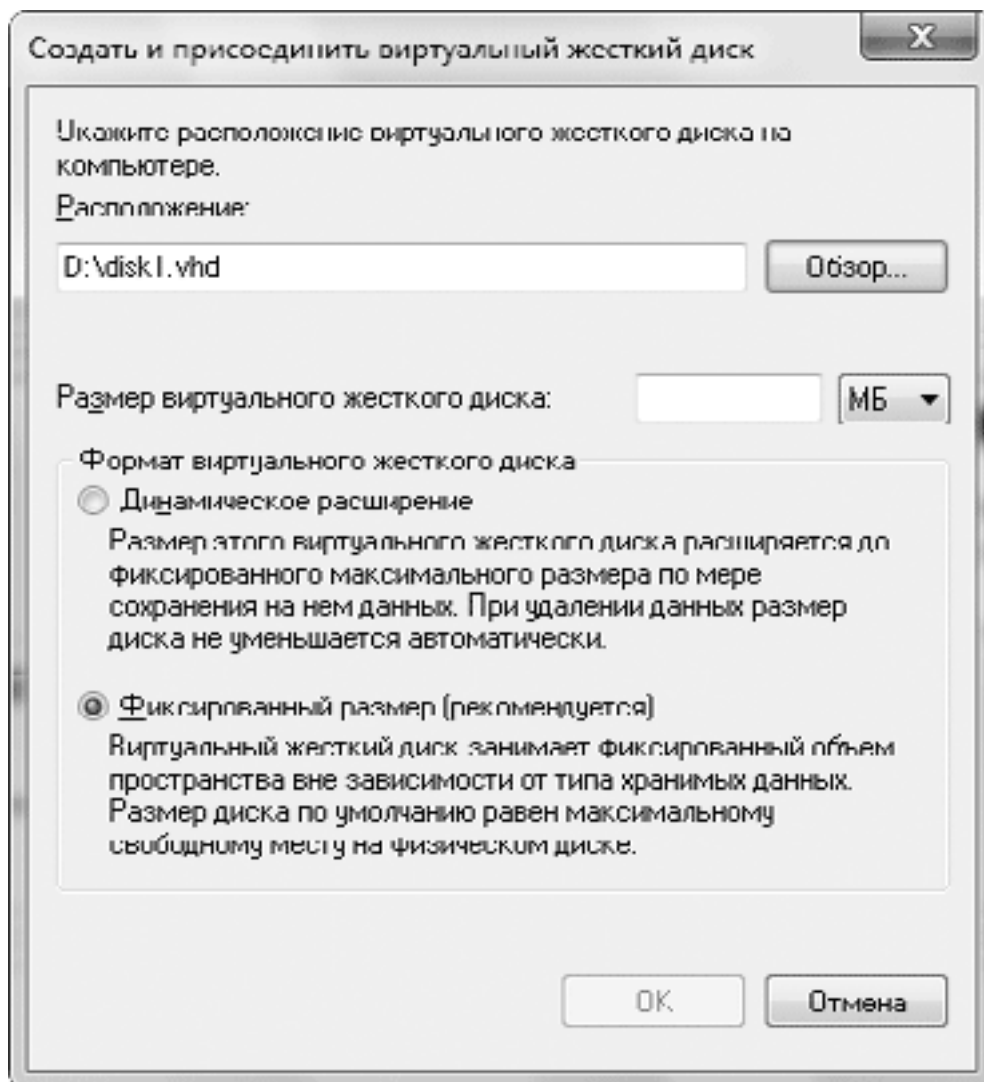 Создать и присоединить виртуальный жесткий диск
Укажите расположение виртуального жесткого диска на
компьютере.
Расположение:
D:\disk1.vhd
Обзор...
Размер виртуального жесткого диска:
МБ
Формат виртуального жесткого диска
Динамическое расширение
Размер этого виртуального жесткого диска расширяется до
фиксированного максимального размера по мере
сохранения на нем данных. При удалении данных размер
диска не уменьшается автоматически.
Фиксированный размер (рекомендуется)
Виртуальный жесткий диск занимает фиксированный объем
пространства вне зависимости от типа хранимых данных.
Размер диска по умолчанию равен максимальному
свободному месту на физическом диске.
ОК
Отмена